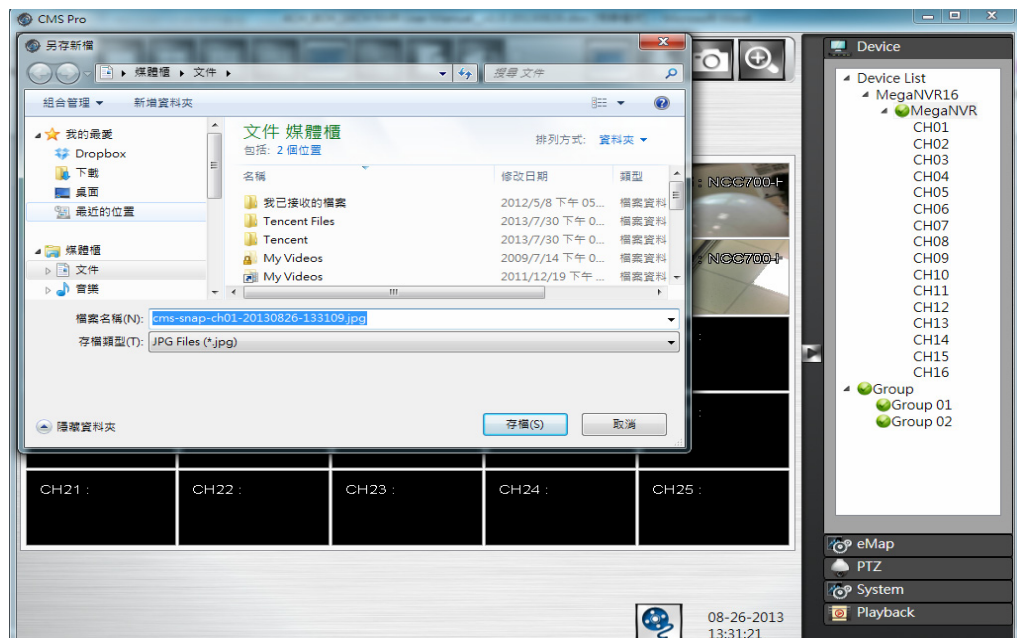 CMS Pro
另存新檔
媒體櫃 ▸ 文件 ▸
搜尋 文件
組合管理
新增資料夾
我的最愛
Dropbox
下載
桌面
最近的位置
媒體櫃
文件
音樂
文件 媒體櫃
包括: 2 個位置
排列方式: 資料夾
名稱 修改日期 類型
我已接收的檔案 2012/5/8 下午 05... 檔案資料
Tencent Files 2013/7/30 下午 0... 檔案資料
Tencent 2013/7/30 下午 0... 檔案資料
My Videos 2009/7/14 下午 0... 檔案資料
My Videos 2011/12/19 下午 ... 檔案資料
檔案名稱(N): cms-snap-ch01-20130826-133109.jpg
存檔類型(T): JPG Files (*.jpg)
隱藏資料夾
存檔(S)
取消
: NCC700-H
: NCC700-H
CH21 :
CH22 :
CH23 :
CH24 :
CH25 :
Device
Device List
MegaNVR16
MegaNVR
CH01
CH02
CH03
CH04
CH05
CH06
CH07
CH08
CH09
CH10
CH11
CH12
CH13
CH14
CH15
CH16
Group
Group 01
Group 02
eMap
PTZ
System
Playback
08-26-2013
13:31:21